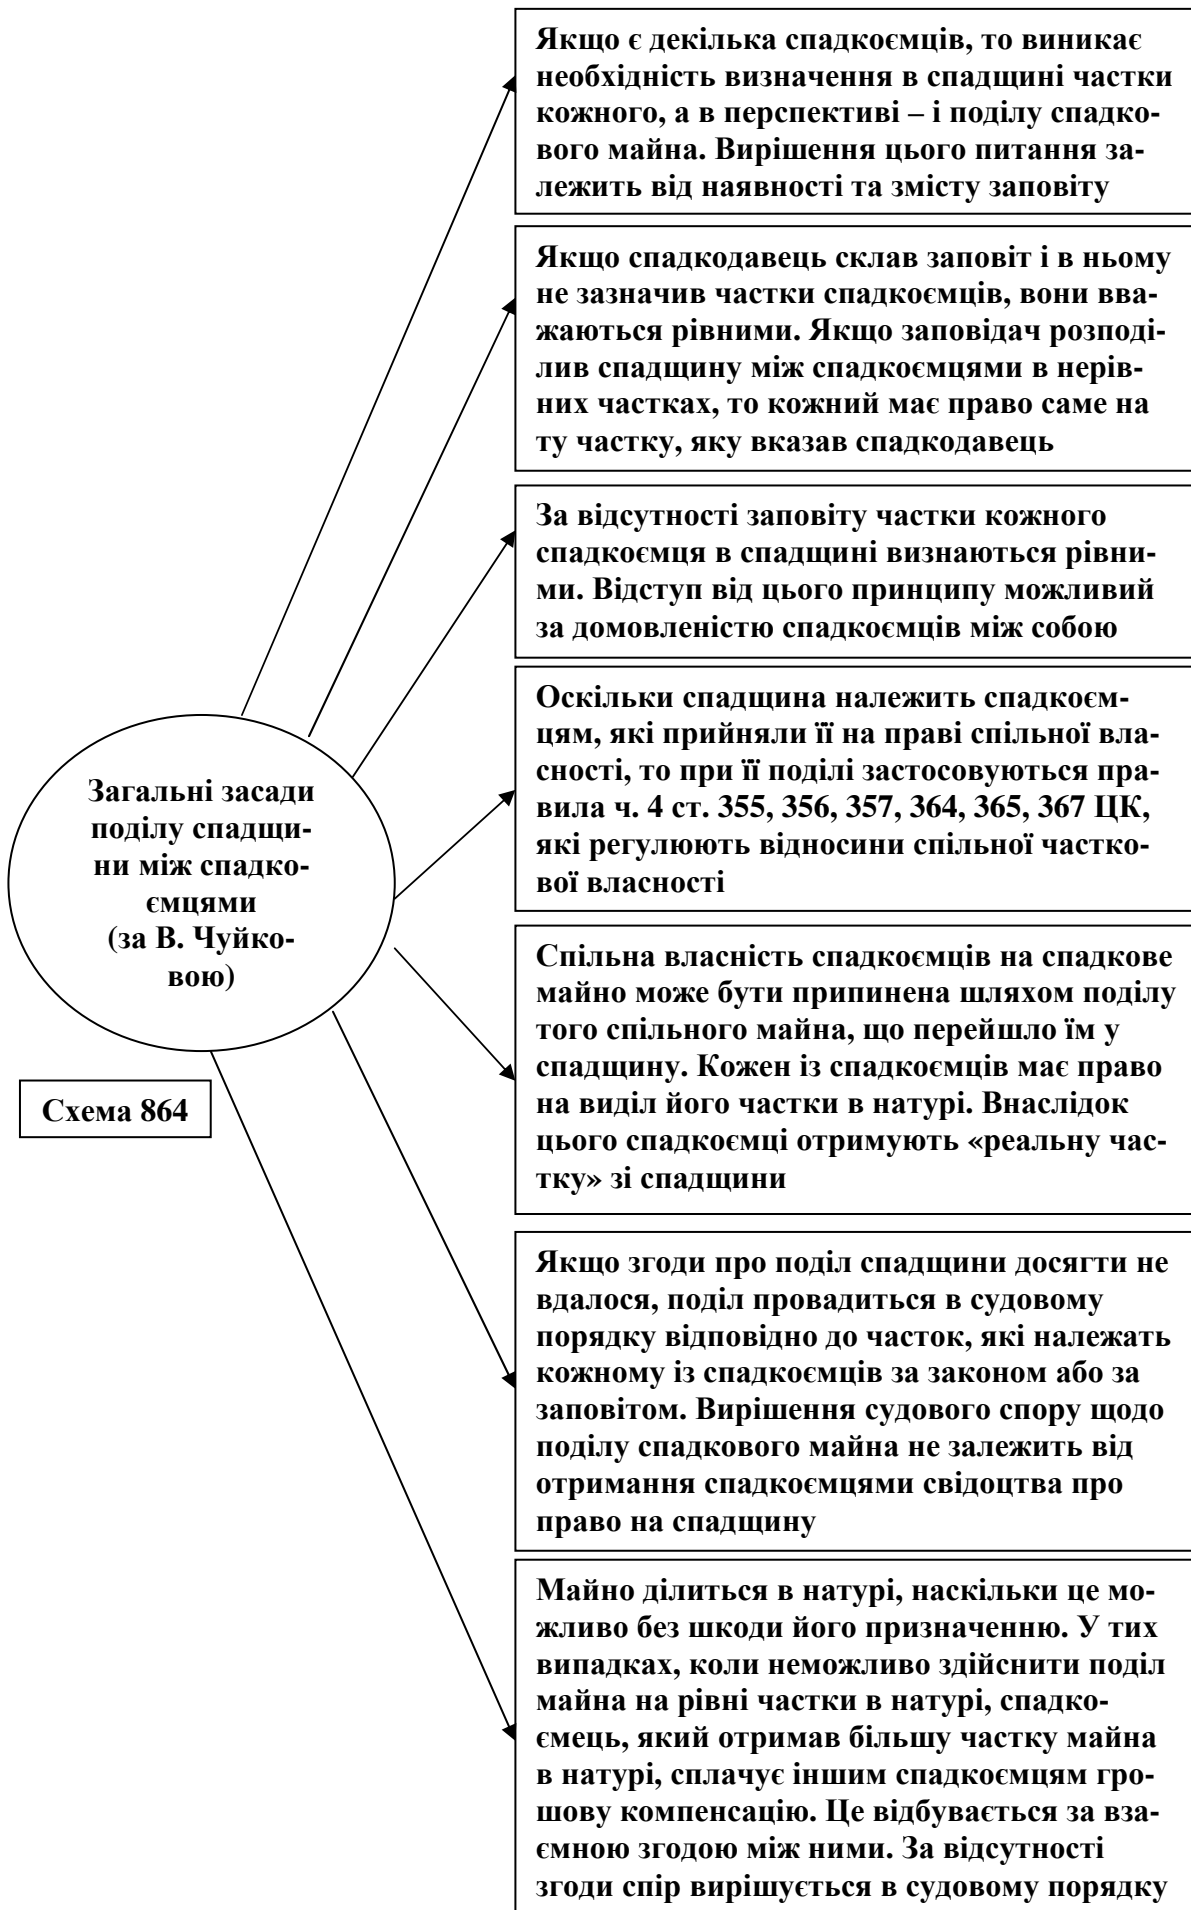 Якщо є декілька спадкоємців, то виникає
необхідність визначення в спадщині частки
кожного, а в перспективі – і поділу спадко-
вого майна. Вирішення цього питання за-
лежить від наявності та змісту заповіту
Якщо спадкодавець склав заповіт і в ньому
не зазначив частки спадкоємців, вони вва-
жаються рівними. Якщо заповідач розподі-
лив спадщину між спадкоємцями в нерів-
них частках, то кожний має право саме на
ту частку, яку вказав спадкодавець
За відсутності заповіту частки кожного
спадкоємця в спадщині визнаються рівни-
ми. Відступ від цього принципу можливий
за домовленістю спадкоємців між собою
Оскільки спадщина належить спадкоєм-
цям, які прийняли її на праві спільної вла-
сності, то при її поділі застосовуються пра-
вила ч. 4 ст. 355, 356, 357, 364, 365, 367 ЦК,
які регулюють відносини спільної частко-
вої власності
Загальні засади
поділу спадщи-
ни між спадко-
ємцями
(за В. Чуйко-
вою)
Спільна власність спадкоємців на спадкове
майно може бути припинена шляхом поділу
того спільного майна, що перейшло їм у
спадщину. Кожен із спадкоємців має право
на виділ його частки в натурі. Внаслідок
цього спадкоємці отримують «реальну час-
тку» зі спадщини
Схема 864
Якщо згоди про поділ спадщини досягти не
вдалося, поділ провадиться в судовому
порядку відповідно до часток, які належать
кожному із спадкоємців за законом або за
заповітом. Вирішення судового спору щодо
поділу спадкового майна не залежить від
отримання спадкоємцями свідоцтва про
право на спадщину
Майно ділиться в натурі, наскільки це мо-
жливо без шкоди його призначенню. У тих
випадках, коли неможливо здійснити поділ
майна на рівні частки в натурі, спадко-
ємець, який отримав більшу частку майна
в натурі, сплачує іншим спадкоємцям гро-
шову компенсацію. Це відбувається за вза-
ємною згодою між ними. За відсутності
згоди спір вирішується в судовому порядку